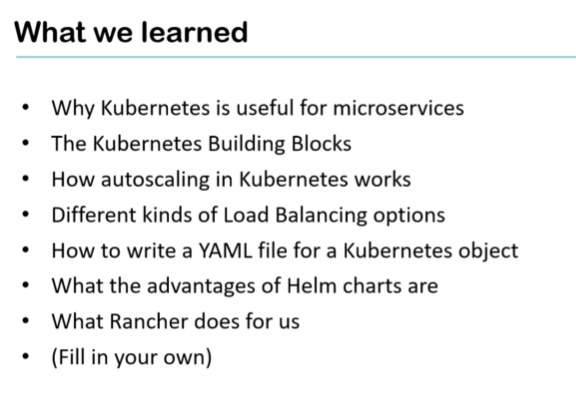 What we learned
• Why Kubernetes is useful for microservices
• The Kubernetes Building Blocks
• How autoscaling in Kubernetes works
• Different kinds of Load Balancing options
• How to write a YAML file for a Kubernetes object
• What the advantages of Helm charts are
• What Rancher does for us
• (Fill in your own)